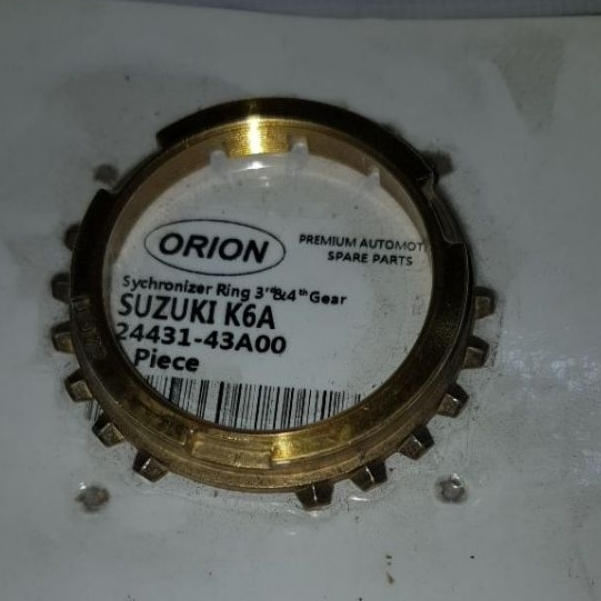 ORION
PREMIUM AUTOMOT
SPARE PARTS
Sychronizer Ring 3rd&4th Gear
SUZUKI K6A
24431-43A00
Piece